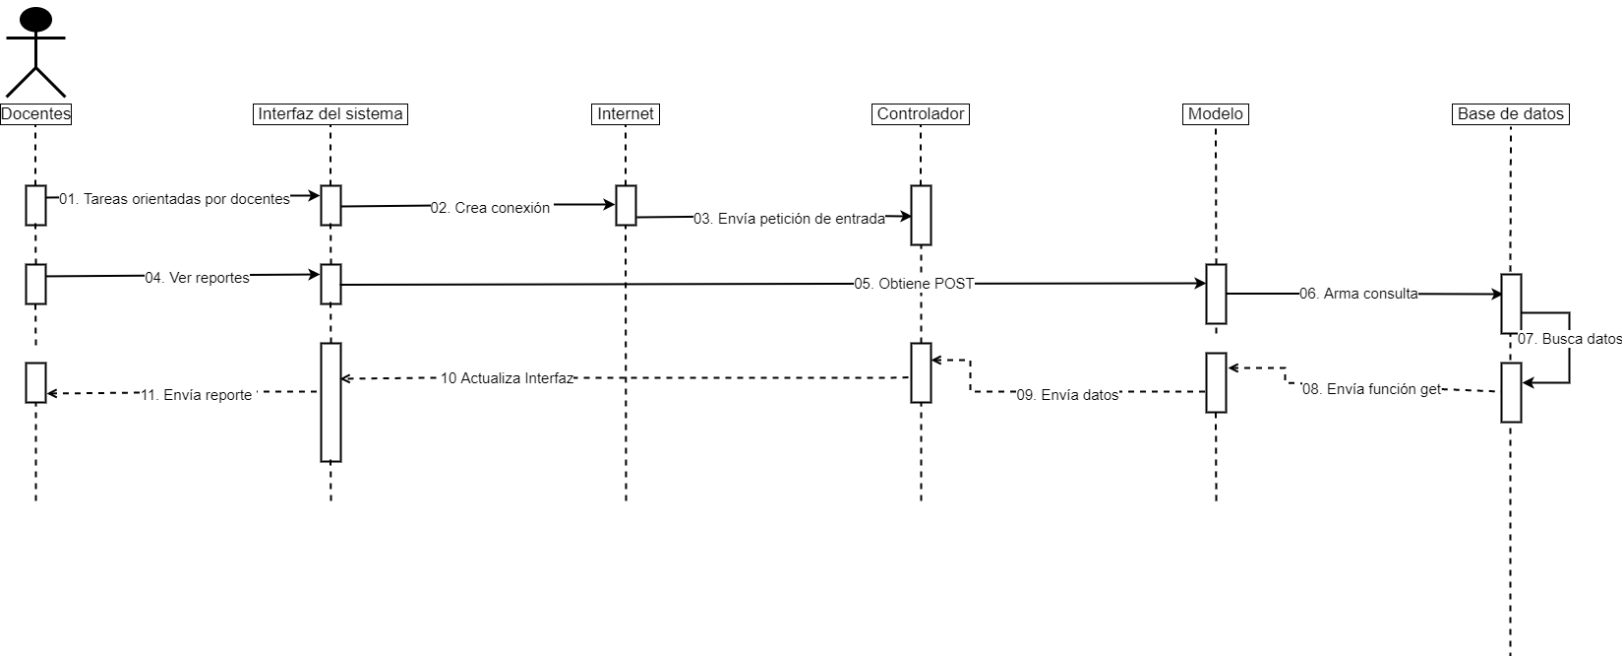 Docentes
Interfaz del sistema
Internet
Controlador
Modelo
Base de datos
01. Tareas orientadas por docentes
02. Crea conexión
03. Envía petición de entrada
04. Ver reportes
05. Obtiene POST
06. Arma consulta
07. Busca datos
08. Envía función get
09. Envía datos
10 Actualiza Interfaz
11. Envía reporte